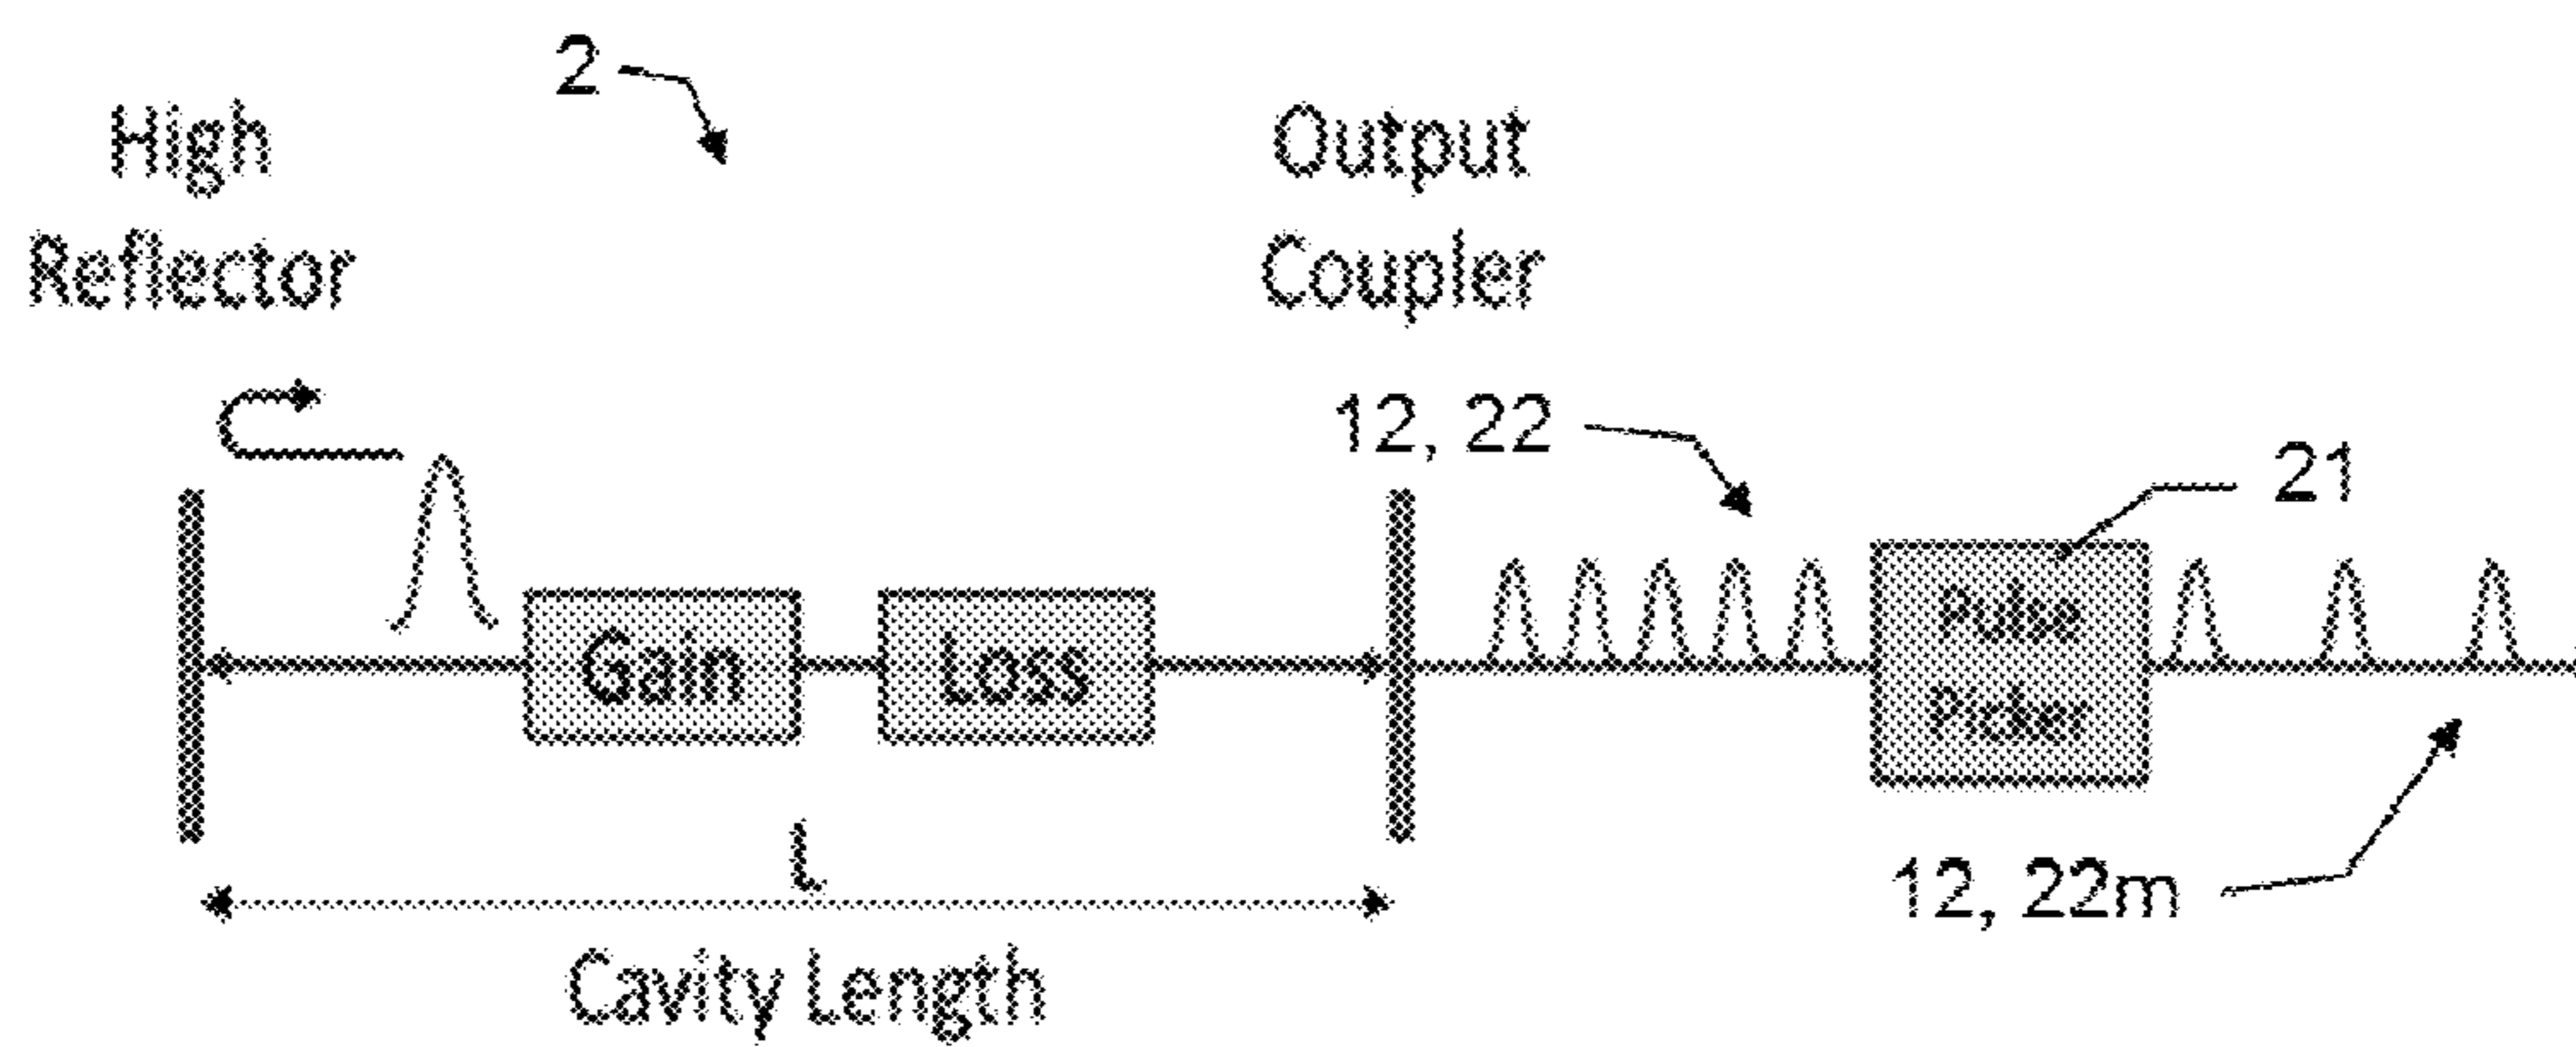 2
High
Reflector
Output
Coupler
12, 22
21
Gain
Loss
Pulse
Picker
L
12, 22m
Cavity Length